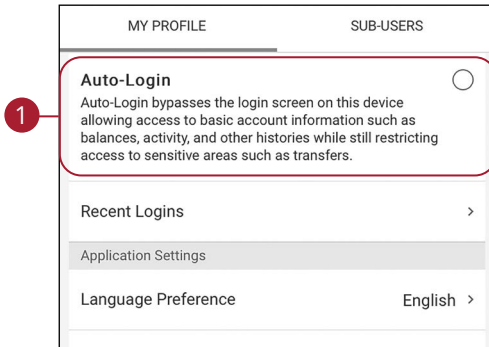 MY PROFILE SUB-USERS
Auto-Login
Auto-Login bypasses the login screen on this device
allowing access to basic account information such as
balances, activity, and other histories while still restricting
access to sensitive areas such as transfers.
1
Recent Logins
Application Settings
Language Preference English